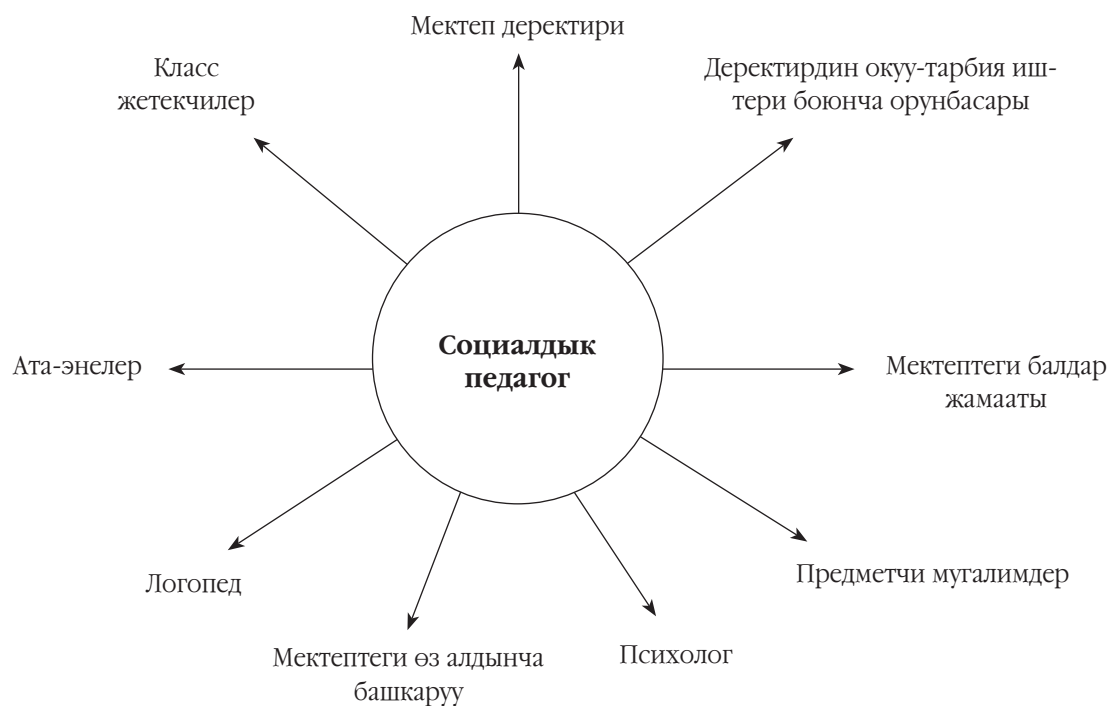 Мектеп деректири
Класс
жетекчилер
Деректирдин окуу-тарбия иш-
тери боюнча орунбасары
Социалдык
педагог
Ата-энелер
Мектептеги балдар
жамааты
Логопед
Предметчи мугалимдер
Мектептеги өз алдынча
башкаруу
Психолог